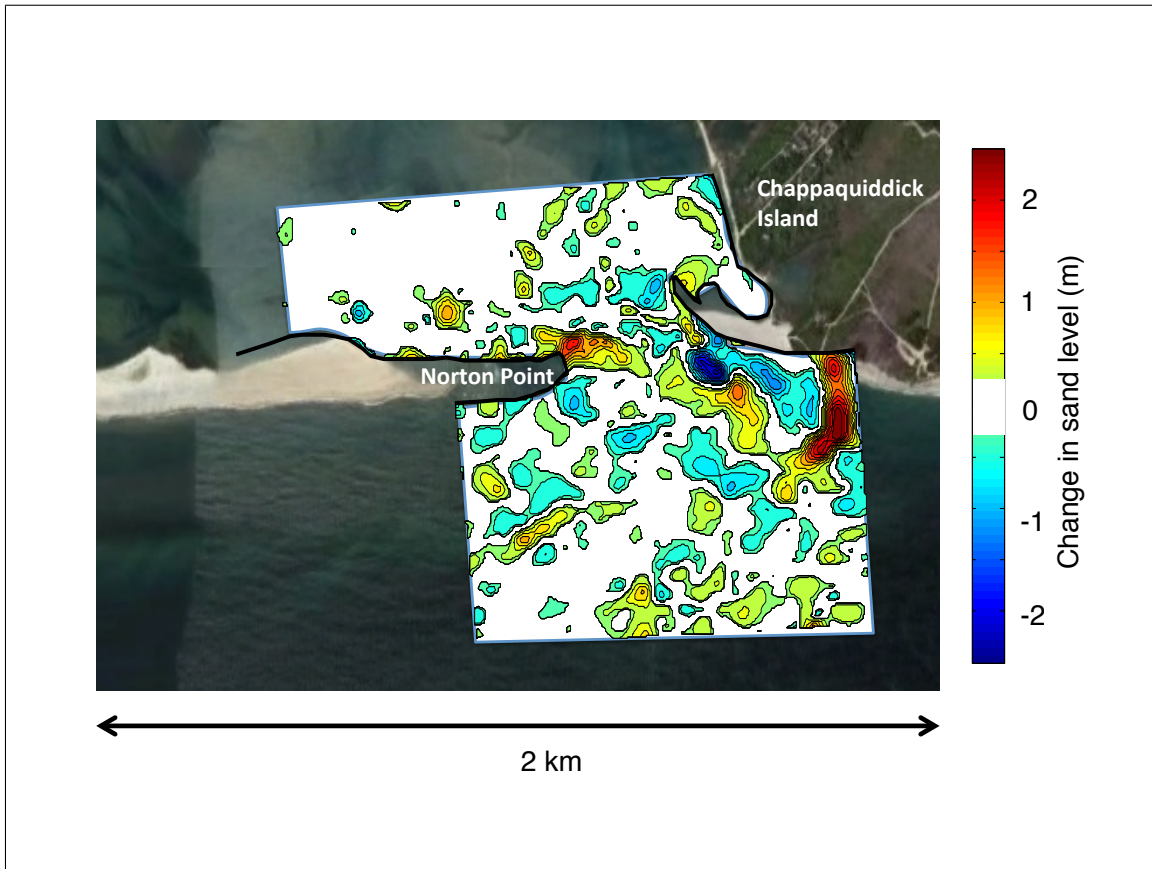 Chappaquiddick
Island
Norton Point
2
1
0
-1
-2
Change in sand level (m)
2 km